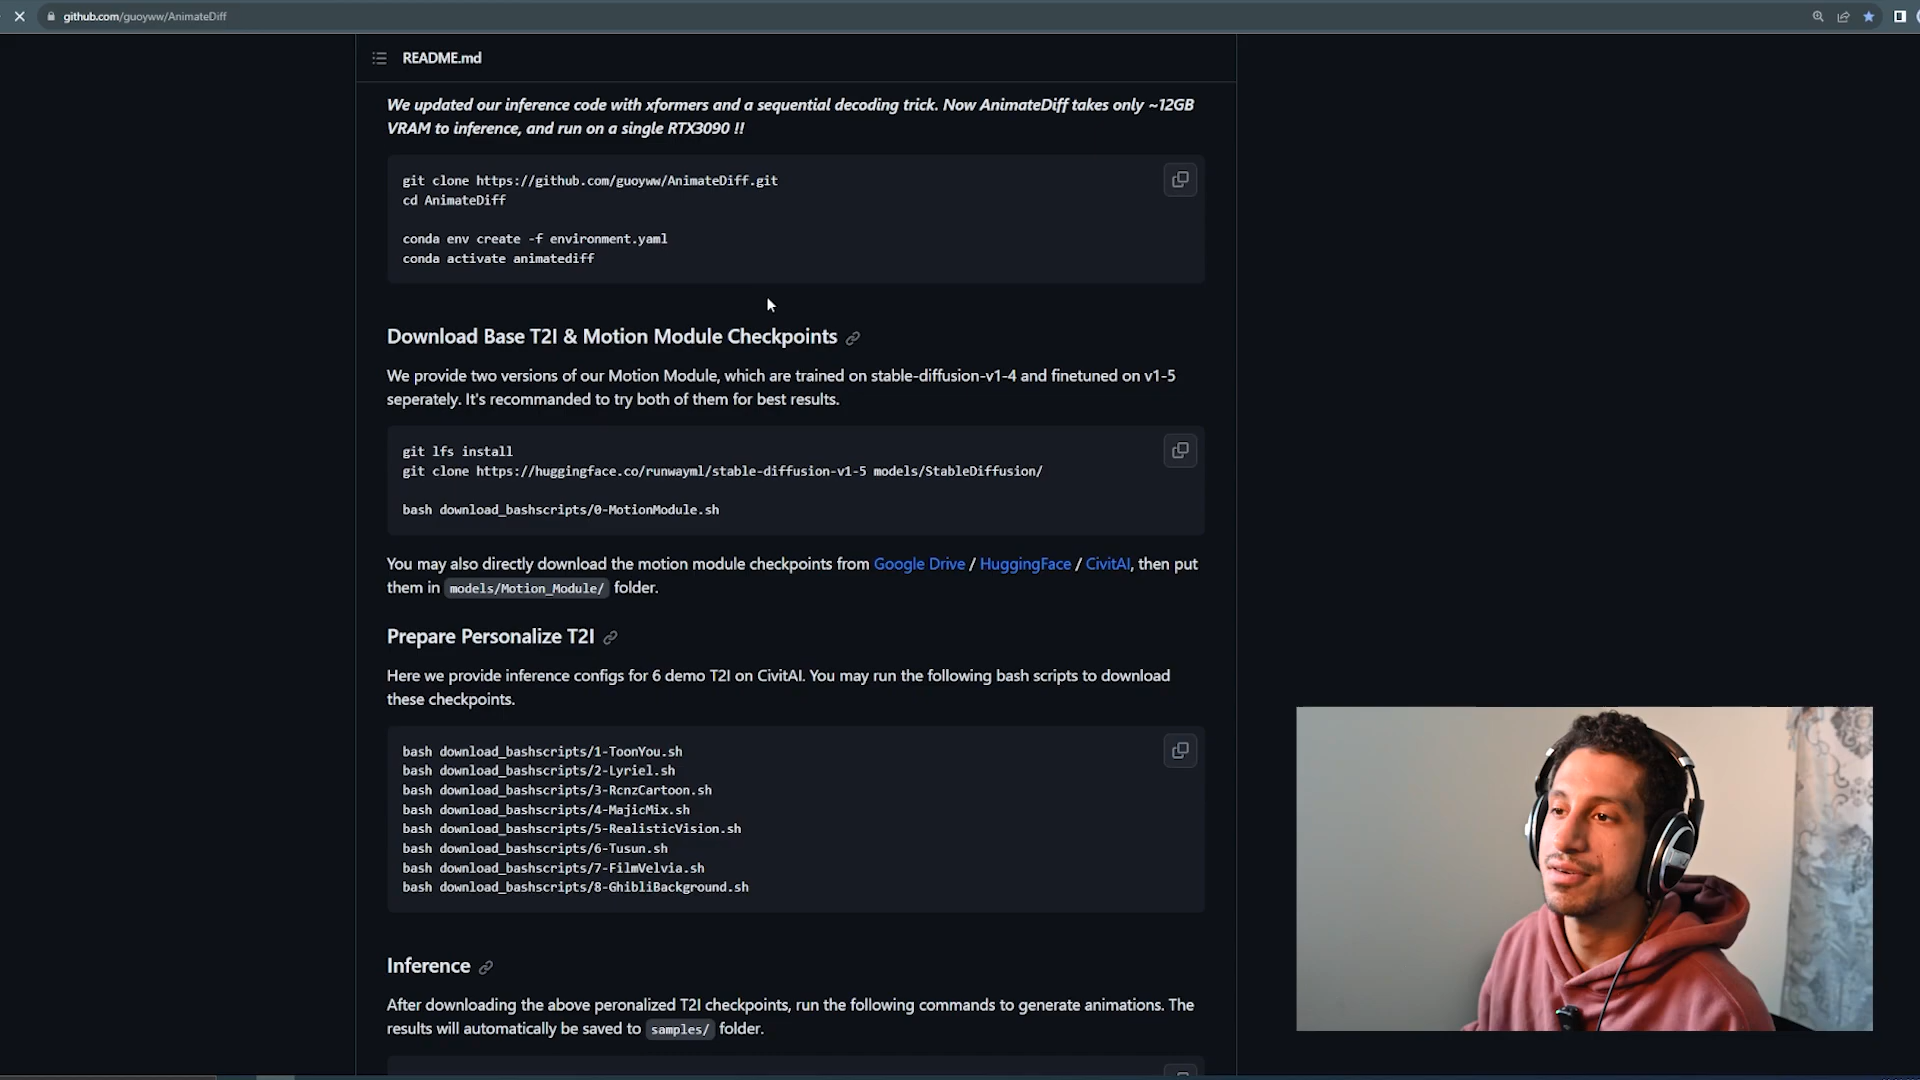 github.com/guoyww/AnimateDiff
README.md
We updated our inference code with xformers and a sequential decoding trick. Now AnimateDiff takes only ~12GB
VRAM to inference, and run on a single RTX3090 !!
git clone https://github.com/guoyww/AnimateDiff.git
cd AnimateDiff
conda env create -f environment.yaml
conda activate animatediff
Download Base T2I & Motion Module Checkpoints
We provide two versions of our Motion Module, which are trained on stable-diffusion-v1-4 and finetuned on v1-5
seperately. It's recommanded to try both of them for best results.
git lfs install
git clone https://huggingface.co/runwayml/stable-diffusion-v1-5 models/StableDiffusion/
bash download_bashscripts/0-MotionModule.sh
You may also directly download the motion module checkpoints from Google Drive / HuggingFace / CivitAI, then put
them in models/Motion_Module/ folder.
Prepare Personalize T2I
Here we provide inference configs for 6 demo T2I on CivitAI. You may run the following bash scripts to download
these checkpoints.
bash download_bashscripts/1-ToonYou.sh
bash download_bashscripts/2-Lyriel.sh
bash download_bashscripts/3-RcnzCartoon.sh
bash download_bashscripts/4-MajicMix.sh
bash download_bashscripts/5-RealisticVision.sh
bash download_bashscripts/6-Tusun.sh
bash download_bashscripts/7-FilmVelvia.sh
bash download_bashscripts/8-GhibliBackground.sh
Inference
After downloading the above peronalized T2I checkpoints, run the following commands to generate animations. The
results will automatically be saved to samples/ folder.